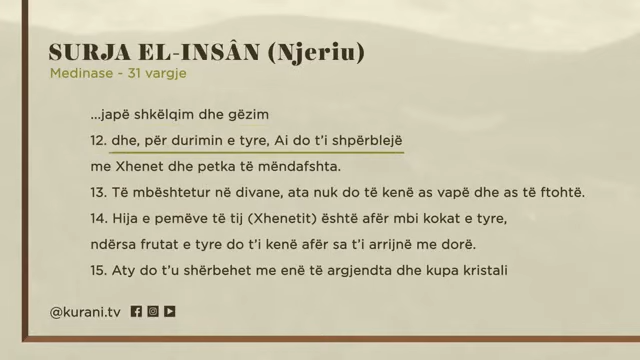 SURJA EL-INSÂN (Njeriu)
Medinase - 31 vargje
...japë shkëlqim dhe gëzim
12. dhe, për durimin e tyre, Ai do t'i shpërblejë
me Xhenet dhe petka të mëndafshta.
13. Të mbështetur në divane, ata nuk do të kenë as vapë dhe as të ftohtë.
14. Hija e pemëve të tij (Xhenetit) është afër mbi kokat e tyre,
ndërsa frutat e tyre do t'i kenë afër sa t'i arrijnë me dorë.
15. Aty do t'u shërbehet me enë të argjendta dhe kupa kristali
@kurani.tv